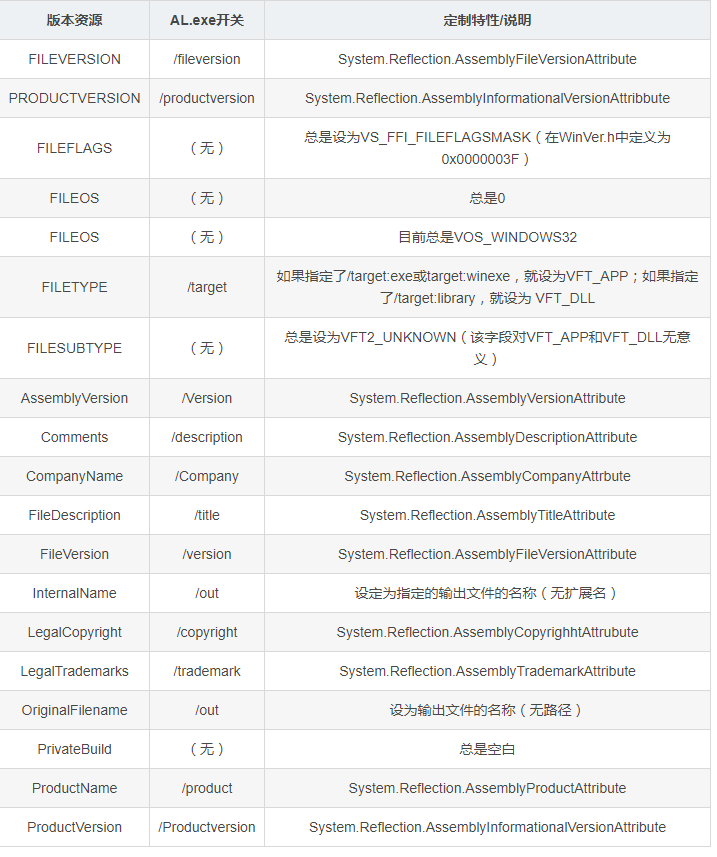 版本资源 AL.exe开关 定制特性/说明
FILEVERSION /fileversion System.Reflection.AssemblyFileVersionAttribute
PRODUCTVERSION /productversion System.Reflection.AssemblyInformationalVersionAttribbute
FILEFLAGS （无） 总是设为VS_FFI_FILEFLAGSMASK（在WinVer.h中定义为
0x0000003F）
FILEOS （无） 总是0
FILEOS （无） 目前总是VOS_WINDOWS32
FILETYPE /target 如果指定了/target:exe或target:winexe，就设为VFT_APP；如果指定
了/target:library，就设为 VFT_DLL
FILESUBTYPE （无） 总是设为VFT2_UNKNOWN（该字段对VFT_APP和VFT_DLL无意
义）
AssemblyVersion /Version System.Reflection.AssemblyVersionAttribute
Comments /description System.Reflection.AssemblyDescriptionAttribute
CompanyName /Company System.Reflection.AssemblyCompanyAttrbute
FileDescription /title System.Reflection.AssemblyTitleAttribute
FileVersion /version System.Reflection.AssemblyFileVersionAttribute
InternalName /out 设定为指定的输出文件的名称（无扩展名）
LegalCopyright /copyright System.Reflection.AssemblyCopyrighhtAttrubute
LegalTrademarks /trademark System.Reflection.AssemblyTrademarkAttribute
OriginalFilename /out 设为输出文件的名称（无路径）
PrivateBuild （无） 总是空白
ProductName /product System.Reflection.AssemblyProductAttribute
ProductVersion /Productversion System.Reflection.AssemblyInformationalVersionAttribute